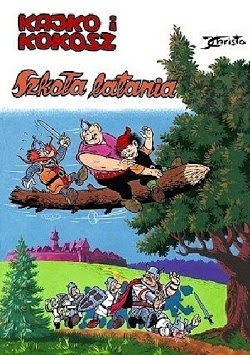 KAJKO i
KOKOSZ
Christa
Szkoła latania